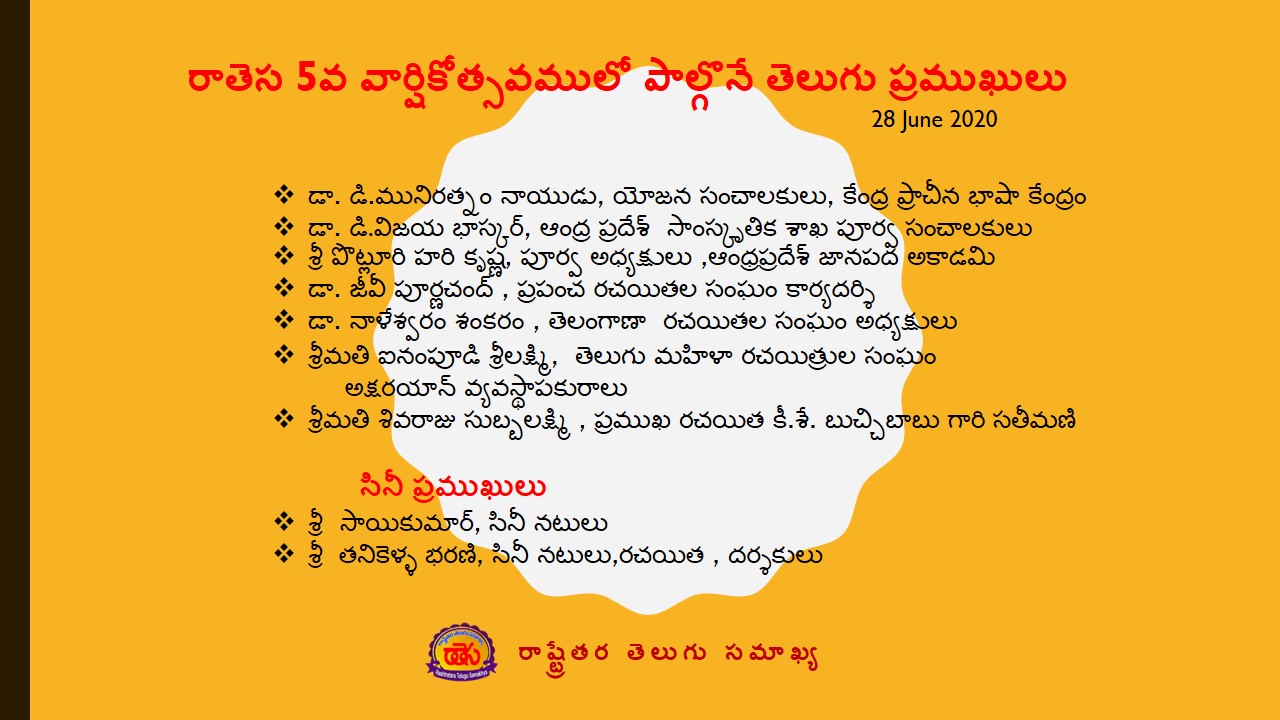 రాతెస 5వ వార్షికోత్సవములో పాల్గొనే తెలుగు ప్రముఖులు
28 June 2020
❖ డా. డి.మునిరత్నం నాయుడు, యోజన సంచాలకులు, కేంద్ర ప్రాచీన భాషా కేంద్రం
❖ డా. డి.విజయ భాస్కర్, ఆంద్ర ప్రదేశ్ సాంస్కృతిక శాఖ పూర్వ సంచాలకులు
❖ శ్రీ పొట్లూరి హరి కృష్ణ, పూర్వ అధ్యక్షులు ,ఆంధ్రప్రదేశ్ జానపద అకాడమి
❖ డా. జీవీ పూర్ణచంద్ , ప్రపంచ రచయితల సంఘం కార్యదర్శి
❖ డా. నాళేశ్వరం శంకరం , తెలంగాణా రచయితల సంఘం అధ్యక్షులు
❖ శ్రీమతి ఐనంపూడి శ్రీలక్ష్మి, తెలుగు మహిళా రచయిత్రుల సంఘం
అక్షరయాన్ వ్యవస్థాపకురాలు
❖ శ్రీమతి శివరాజు సుబ్బలక్ష్మి , ప్రముఖ రచయిత కీ.శే. బుచ్చిబాబు గారి సతీమణి
సినీ ప్రముఖులు
❖ శ్రీ సాయికుమార్, సినీ నటులు
❖ శ్రీ తనికెళ్ళ భరణి, సినీ నటులు,రచయిత , దర్శకులు
రాతెస
Rashtretara Telugu Samakhya
రాష్ట్రేతర తెలుగు సమాఖ్య